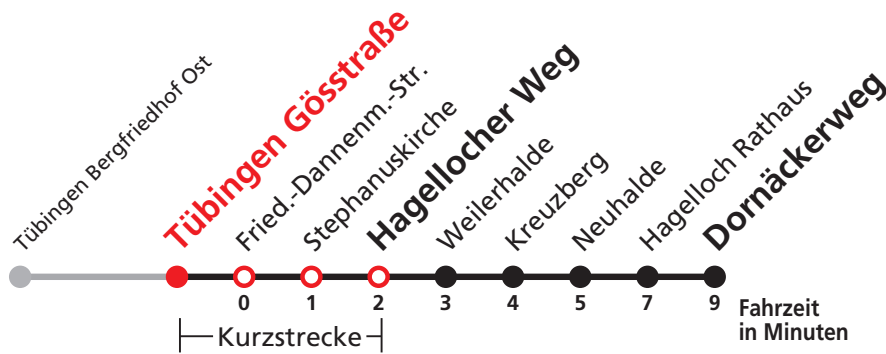 Tübingen Bergfriedhof Ost
Tübingen Gösstraße
Fried.-Dannenm.-Str.
Stephanuskirche
Hagellocher Weg
Weilerhalde
Kreuzberg
Neuhalde
Hagelloch Rathaus
Dornäckerweg
0 1 2 3 4 5 7 9
Fahrzeit
in Minuten
Kurzstrecke